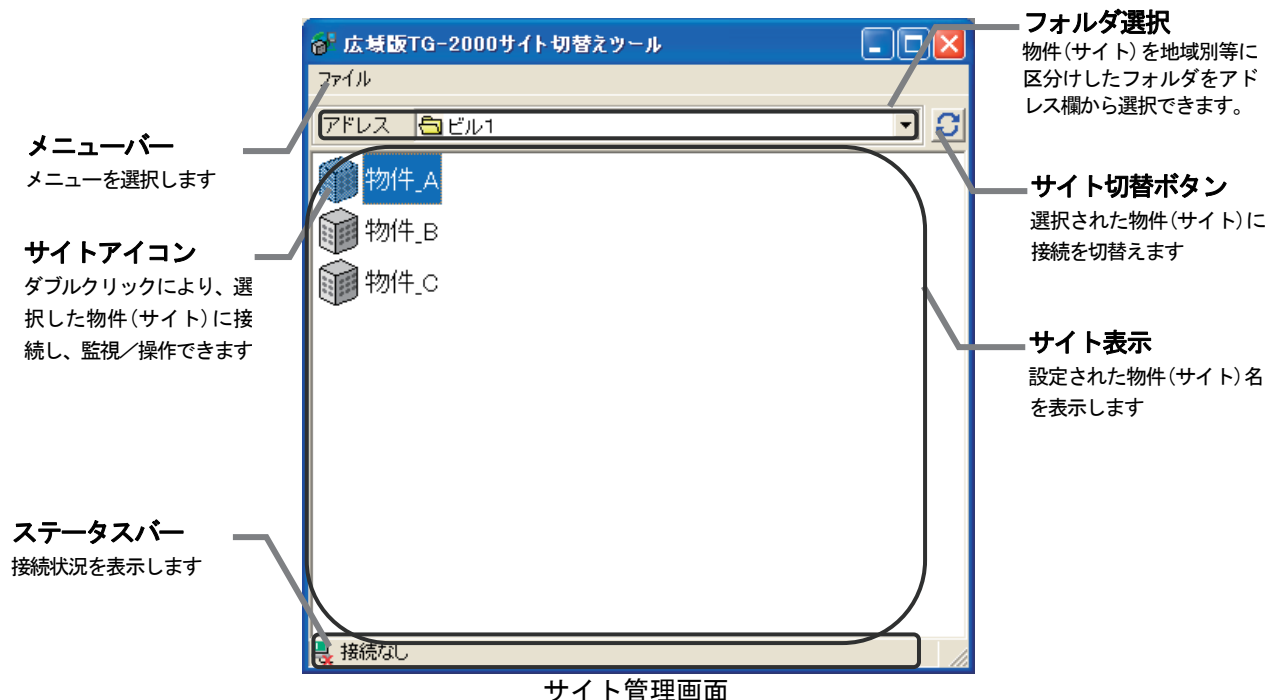 広域版TG-2000サイト切替えツール
ファイル
アドレス ビル1
物件_A
物件_B
物件_C
接続なし
メニューバー
メニューを選択します
サイトアイコン
ダブルクリックにより、選
択した物件(サイト)に接
続し、監視／操作できます
ステータスバー
接続状況を表示します
フォルダ選択
物件(サイト)を地域別等に
区分けしたフォルダをアド
レス欄から選択できます。
サイト切替ボタン
選択された物件(サイト)に
接続を切替えます
サイト表示
設定された物件(サイト)名
を表示します
サイト管理画面